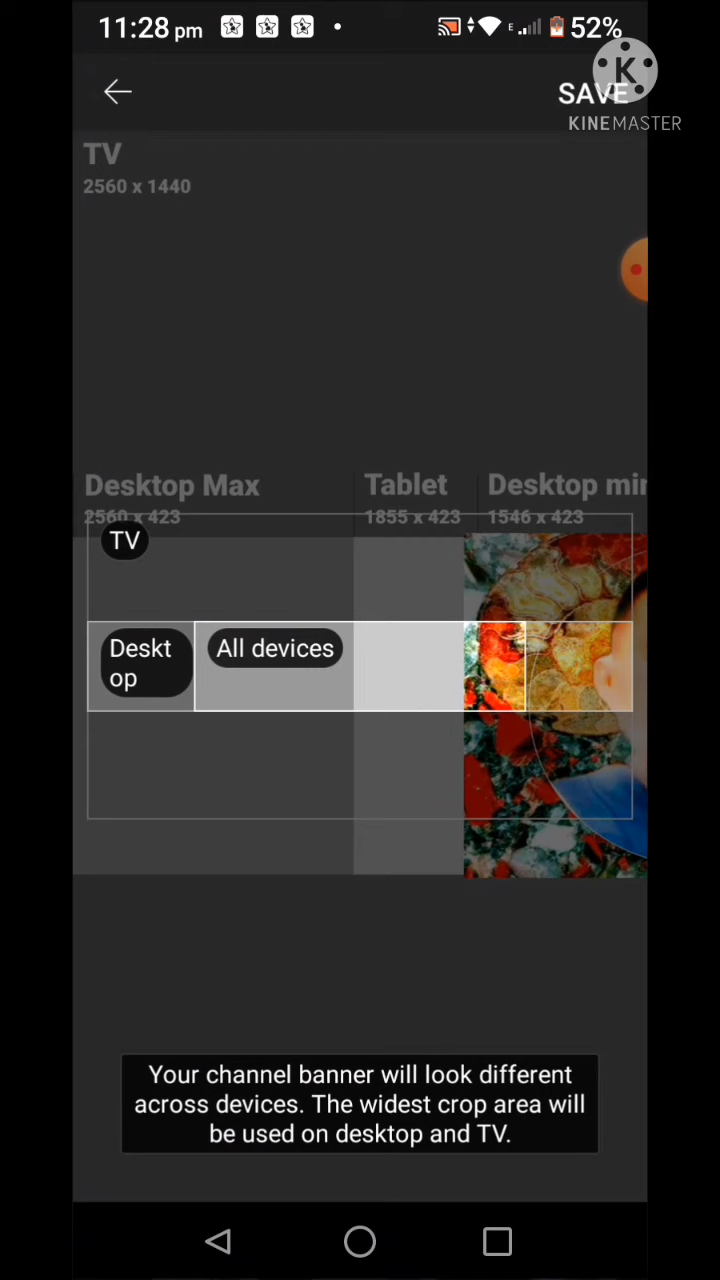 11:28 pm
E
52%
SAVE
K
KINEMASTER
TV
2560 x 1440
Desktop Max
Tablet
Desktop min
2560 x 423
1855 x 423
1546 x 423
TV
Deskt
op
All devices
Your channel banner will look different
across devices. The widest crop area will
be used on desktop and TV.